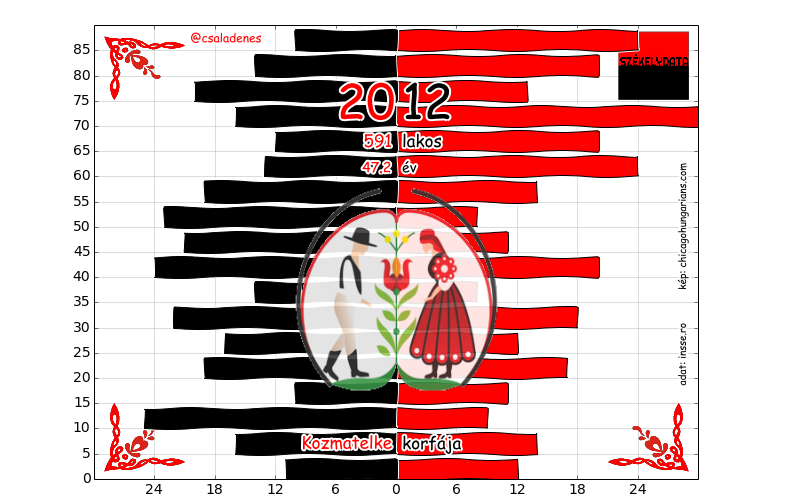 @csaladenes
SZÉKELYDATA
2012
591 lakos
47.2 év
kép: chicagohungarians.com
adat: insse.ro
Kozmatelke korfája
85
80
75
70
65
60
55
50
45
40
35
30
25
20
15
10
5
0
24 18 12 6 0 6 12 18 24